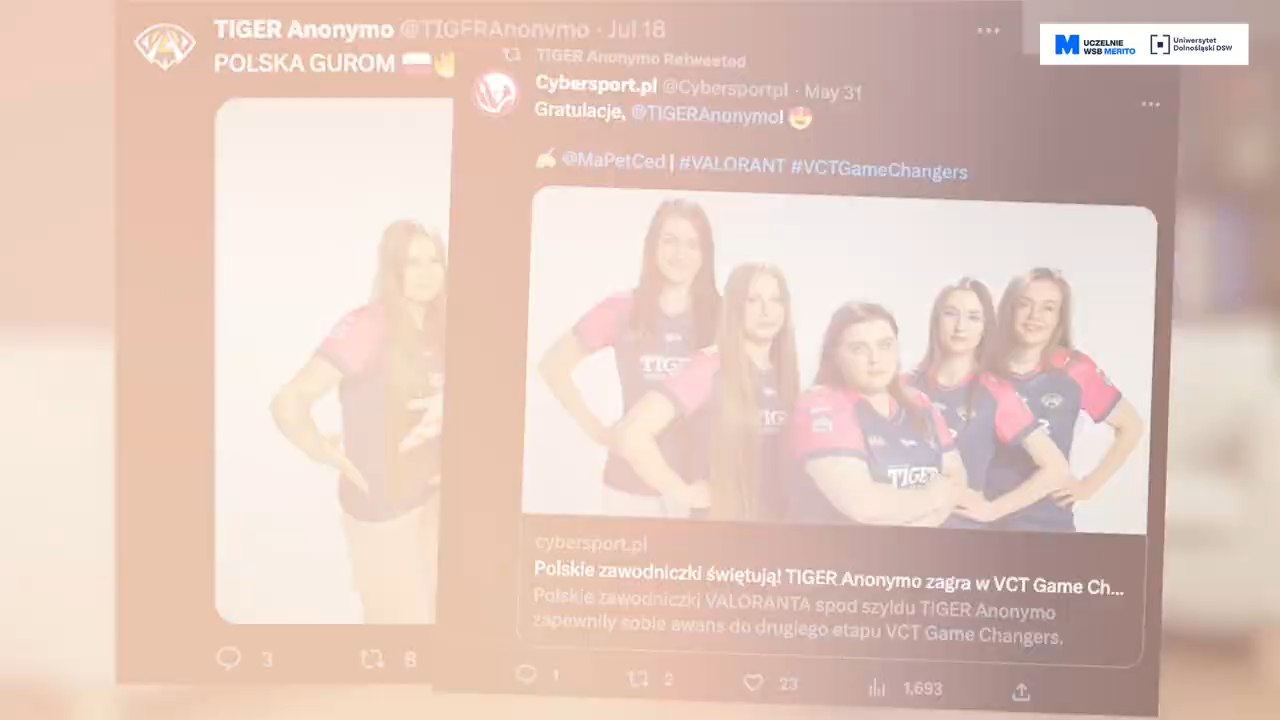 TIGER Anonymo @TIGERAnonymo · Jul 18
POLSKA GUROM
3
8
TIGER Anonymo Retweeted
Cybersport.pl @Cybersportpl · May 31
Gratulacje, @TIGERAnonymo!
@MaPetCed | #VALORANT #VCTGameChangers
TIGER
TIGER
cybersport.pl
Polskie zawodniczki świętują! TIGER Anonymo zagra w VCT Game Ch...
Polskie zawodniczki VALORANTA spod szyldu TIGER Anonymo
zapewniły sobie awans do drugiego etapu VCT Game Changers.
1
2
23
1,693
M UCZELNIE
WSB MERITO
Uniwersytet
Dolnośląski DSW